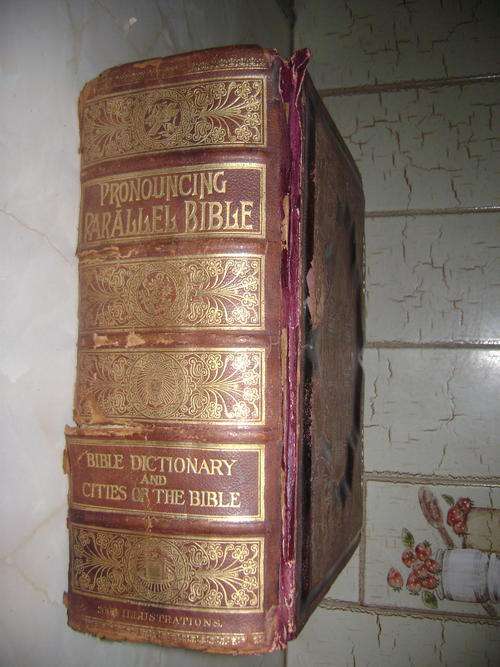 PRONOUNCING
PARALLEL BIBLE
BIBLE DICTIONARY
AND
CITIES OF THE BIBLE
ILLUSTRATIONS.